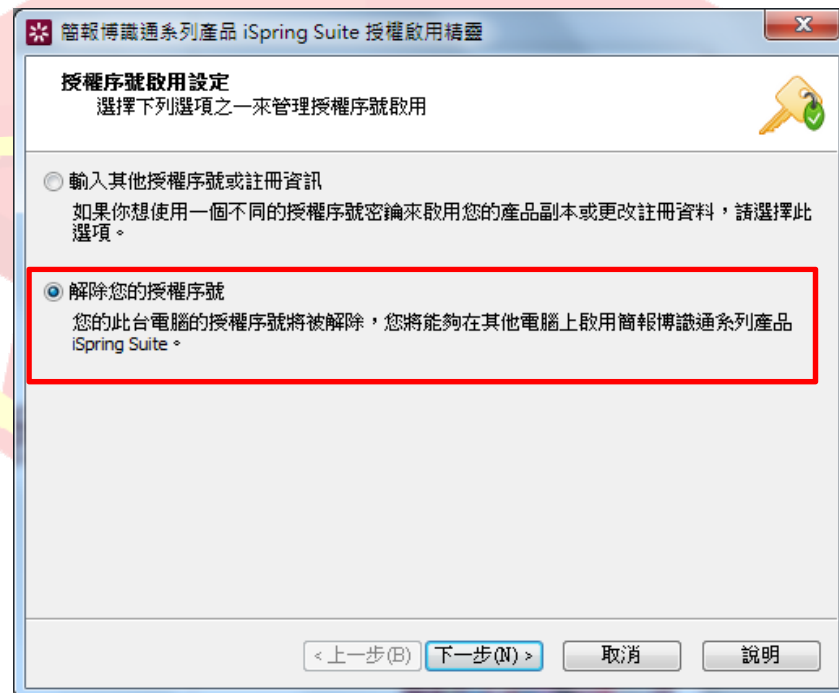 簡報博識通系列產品 iSpring Suite 授權啟用精靈
X
授權序號啟用設定
選擇下列選項之一來管理授權序號啟用
輸入其他授權序號或註冊資訊
如果你想使用一個不同的授權序號密鑰來啟用您的產品副本或更改註冊資料，請選擇此
選項。
解除您的授權序號
您的此台電腦的授權序號將被解除，您將能夠在其他電腦上啟用簡報博識通系列產品
iSpring Suite。
<上一步(B) 下一步(N) > 取消 說明